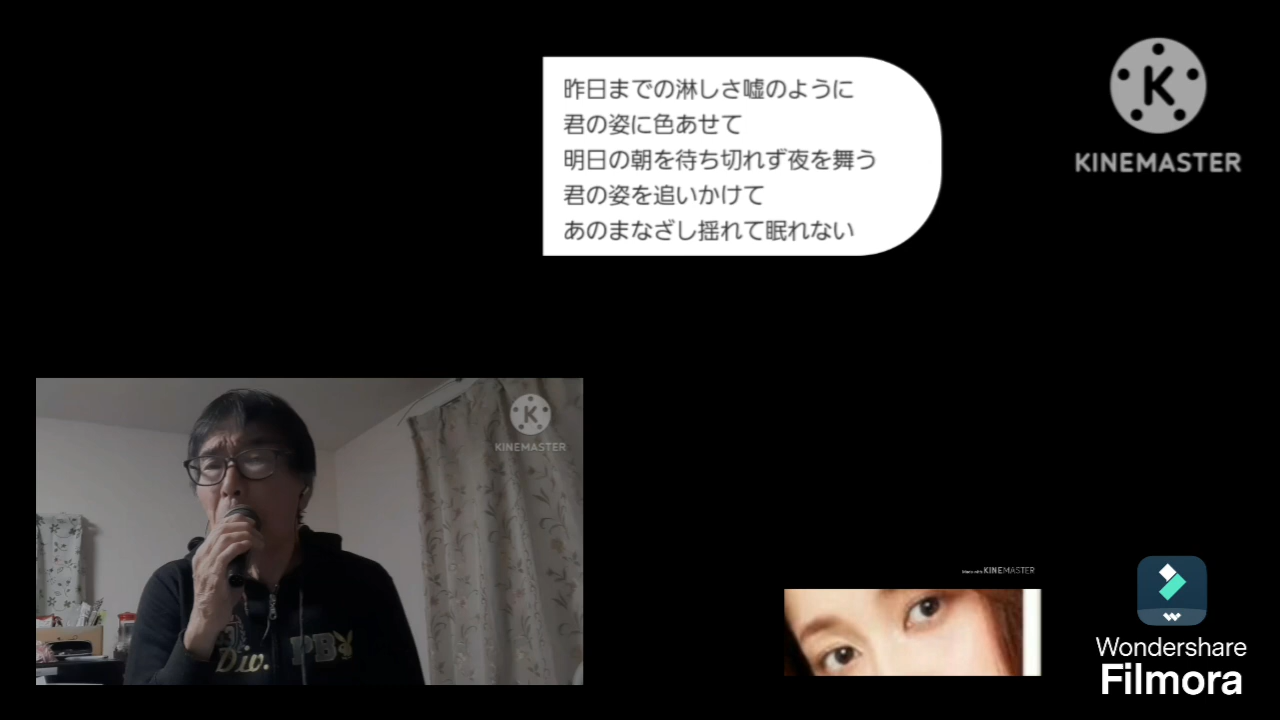 昨日までの淋しさ嘘のように
君の姿に色あせて
明日の朝を待ち切れず夜を舞う
君の姿を追いかけて
あのまなざし揺れて眠れない
K
KINEMASTER
K
KINEMASTER
Div.
PB
KINEMASTER
Wondershare
Filmora